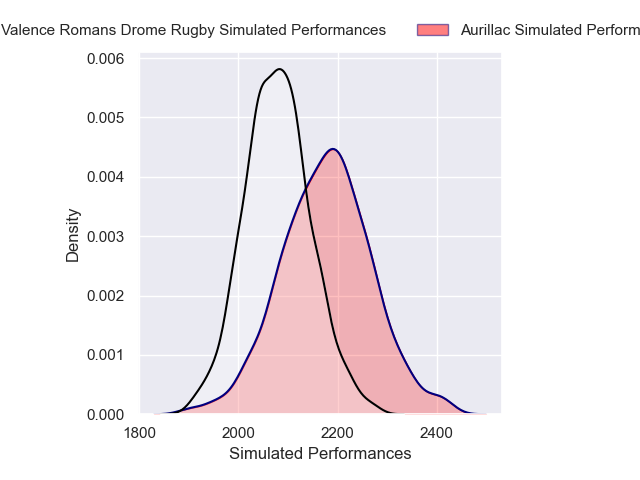 Valence Romans Drome Rugby Simulated Performances
Aurillac Simulated Perform
0.006
0.005
0.004
0.003
0.002
0.001
0.000
Density
1800
2000
2200
2400
Simulated Performances